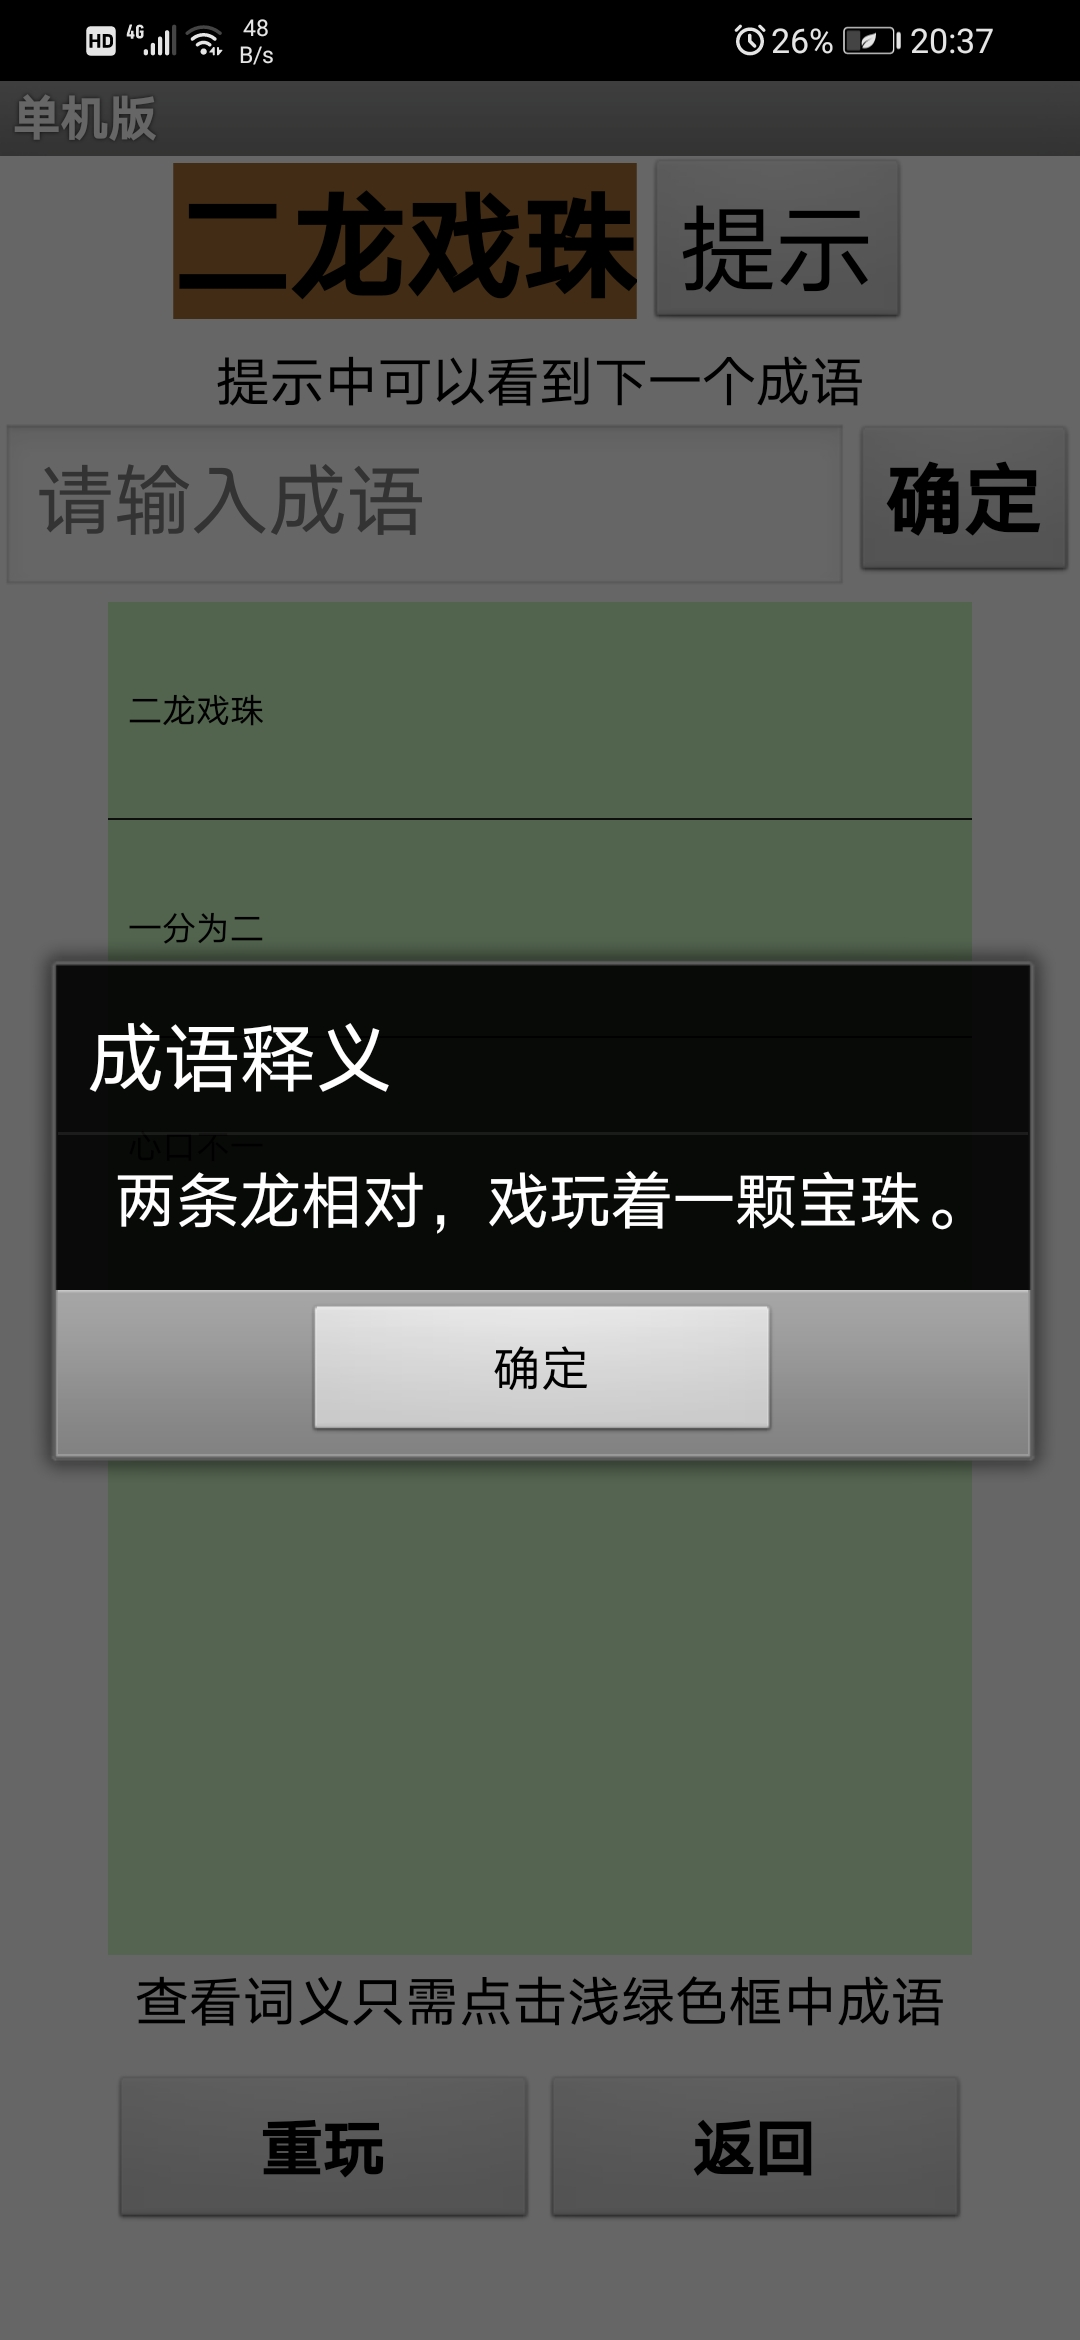 HD 4G 48 B/s 26% 20:37
单机版
二龙戏珠 提示
提示中可以看到下一个成语
请输入成语 确定
二龙戏珠
一分为二
成语释义
心口不一
两条龙相对，戏玩着一颗宝珠。
确定
查看词义只需点击浅绿色框中成语
重玩 返回